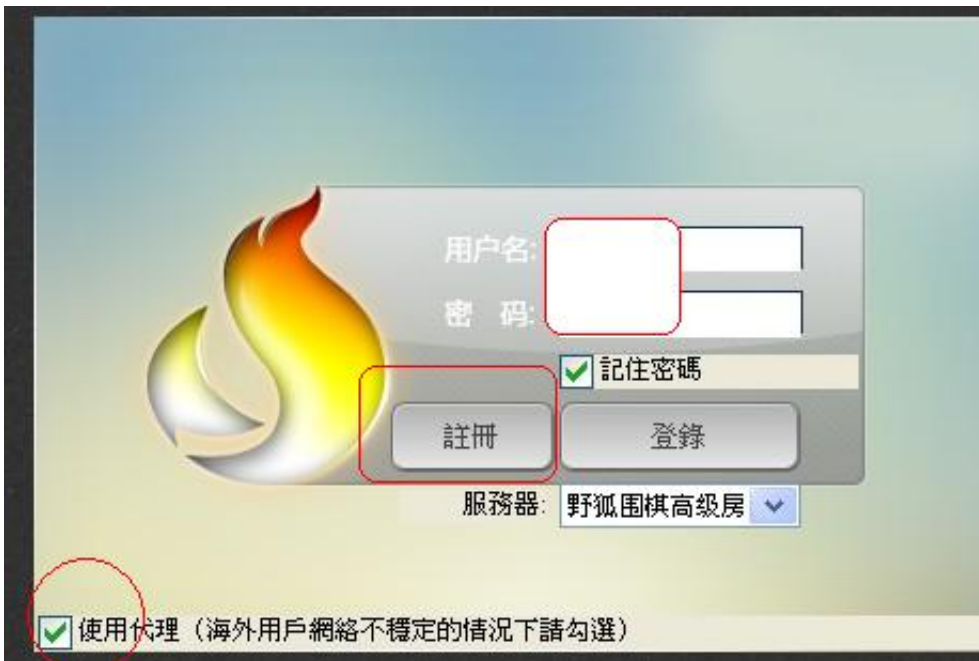 用户名:
密 码:
記住密碼
註冊 登錄
服務器: 野狐围棋高级房
使用代理（海外用戶網絡不穩定的情況下請勾選）